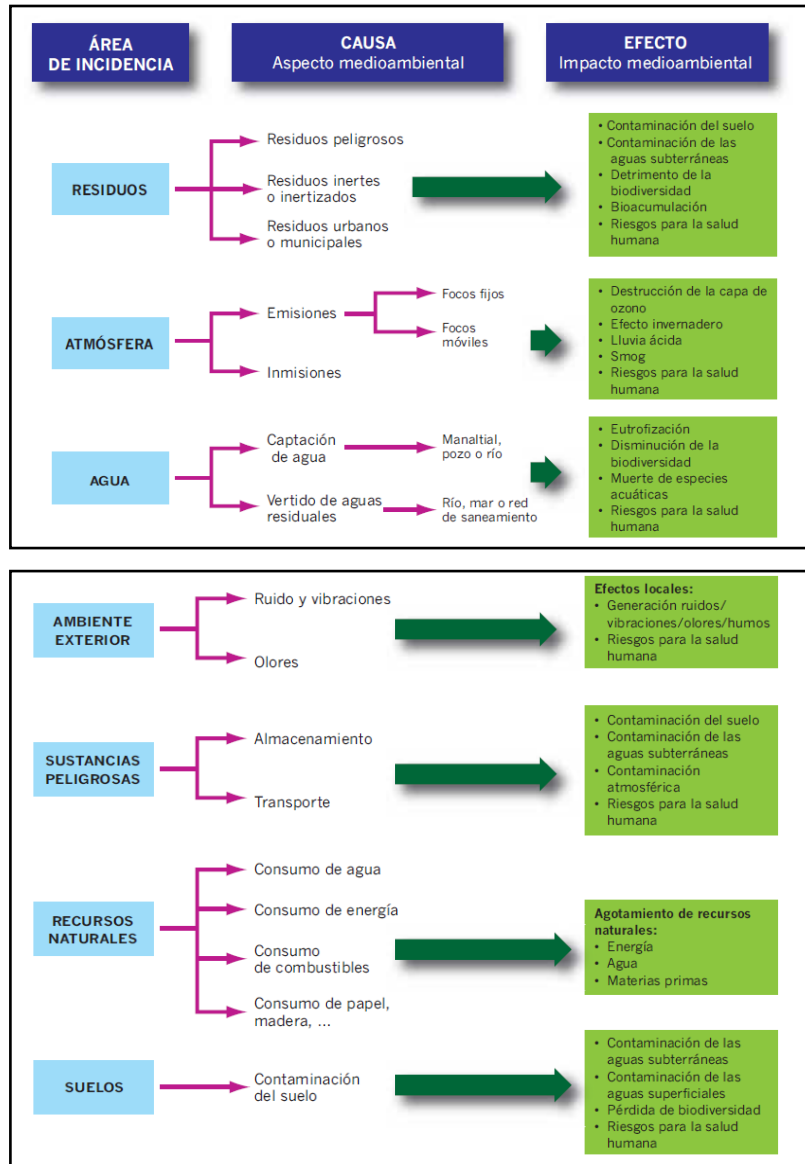 ÁREA
DE INCIDENCIA
CAUSA
Aspecto medioambiental
EFECTO
Impacto medioambiental
RESIDUOS
Residuos peligrosos
Residuos inertes
o inertizados
Residuos urbanos
o municipales
• Contaminación del suelo
• Contaminación de las
aguas subterráneas
• Detrimento de la
biodiversidad
• Bioacumulación
• Riesgos para la salud
humana
ATMÓSFERA
Emisiones
Focos fijos
Focos
móviles
Inmisiones
• Destrucción de la capa de
ozono
• Efecto invernadero
• Lluvia ácida
• Smog
• Riesgos para la salud
humana
AGUA
Captación
de agua
Manaltial,
pozo o río
Vertido de aguas
residuales
Río, mar o red
de saneamiento
• Eutrofización
• Disminución de la
biodiversidad
• Muerte de especies
acuáticas
• Riesgos para la salud
humana
AMBIENTE
EXTERIOR
Ruido y vibraciones
Olores
Efectos locales:
• Generación ruidos/
vibraciones/olores/humos
• Riesgos para la salud
humana
SUSTANCIAS
PELIGROSAS
Almacenamiento
Transporte
• Contaminación del suelo
• Contaminación de las
aguas subterráneas
• Contaminación
atmosférica
• Riesgos para la salud
humana
RECURSOS
NATURALES
Consumo de agua
Consumo de energía
Consumo
de combustibles
Consumo de papel,
madera, ...
Agotamiento de recursos
naturales:
• Energía
• Agua
• Materias primas
SUELOS
Contaminación
del suelo
• Contaminación de las
aguas subterráneas
• Contaminación de las
aguas superficiales
• Pérdida de biodiversidad
• Riesgos para la salud
humana